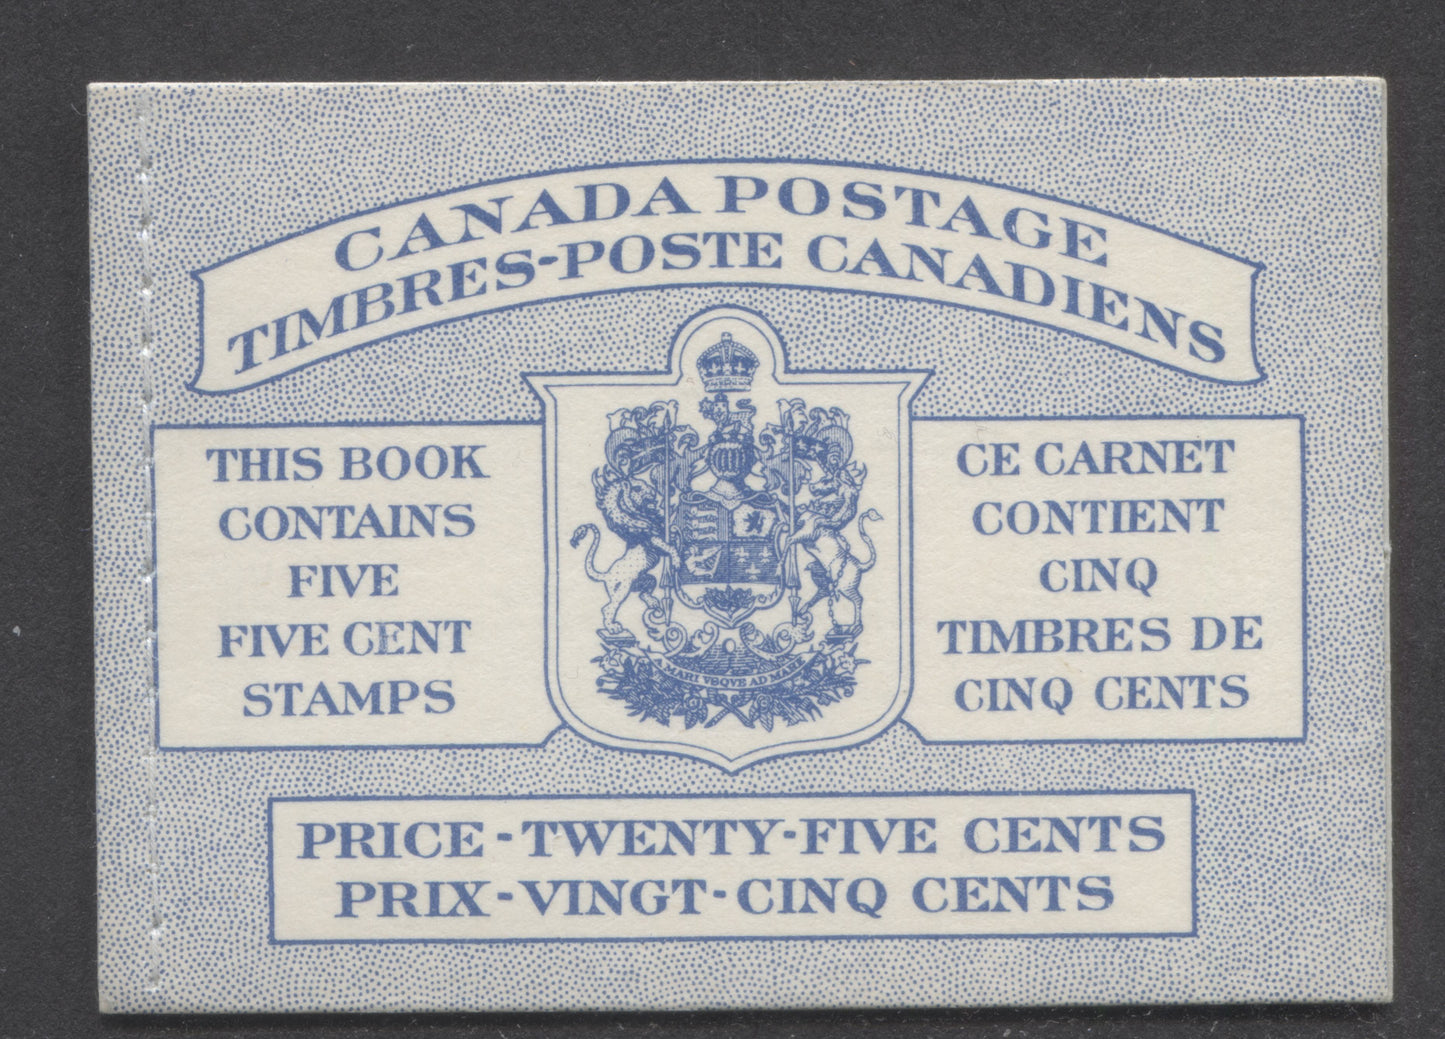 CANADA POSTAGE
TIMBRES-POSTE CANADIENS
THIS BOOK
CONTAINS
FIVE
FIVE CENT
STAMPS
A MARI VSQVE AD MARE
CE CARNET
CONTIENT
CINQ
TIMBRES DE
CINQ CENTS
PRICE - TWENTY-FIVE CENTS
PRIX - VINGT - CINQ CENTS